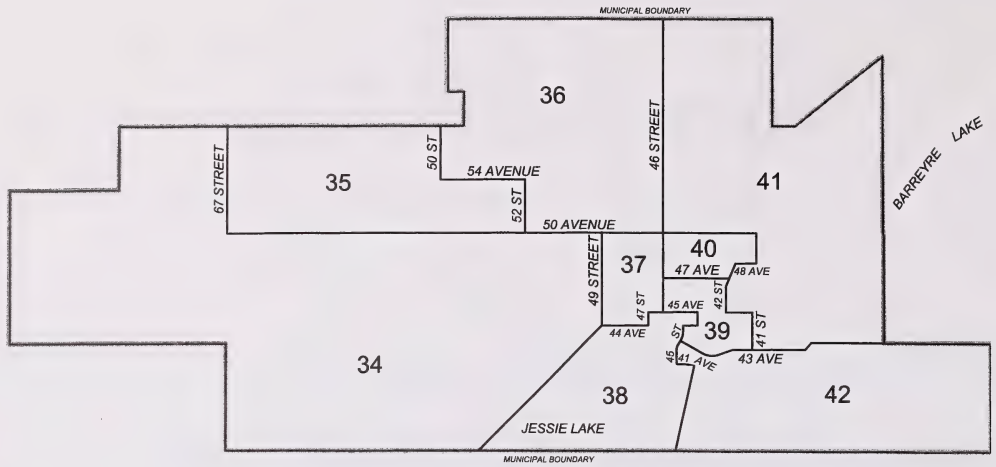 MUNICIPAL BOUNDARY
36
46 STREET
41
BARREYRE LAKE
67 STREET
35
50 ST
54 AVENUE
52 ST
50 AVENUE
49 STREET
37
40
47 AVE
48 AVE
47 ST
45 AVE
42 ST
39
41 ST
44 AVE
45 ST
41 AVE
43 AVE
34
38
42
JESSIE LAKE
MUNICIPAL BOUNDARY